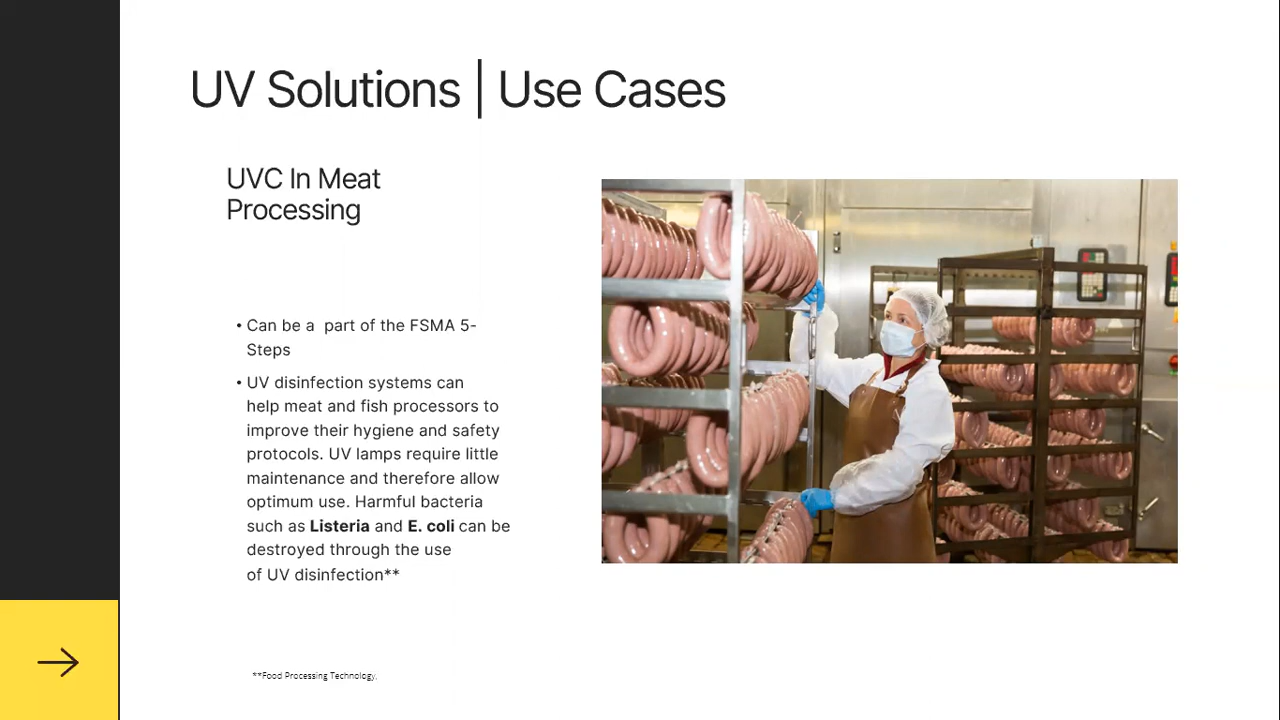 UV Solutions | Use Cases
UVC In Meat
Processing
• Can be a  part of the FSMA 5-
Steps
• UV disinfection systems can
help meat and fish processors to
improve their hygiene and safety
protocols. UV lamps require little
maintenance and therefore allow
optimum use. Harmful bacteria
such as Listeria and E. coli can be
destroyed through the use
of UV disinfection**
**Food Processing Technology.